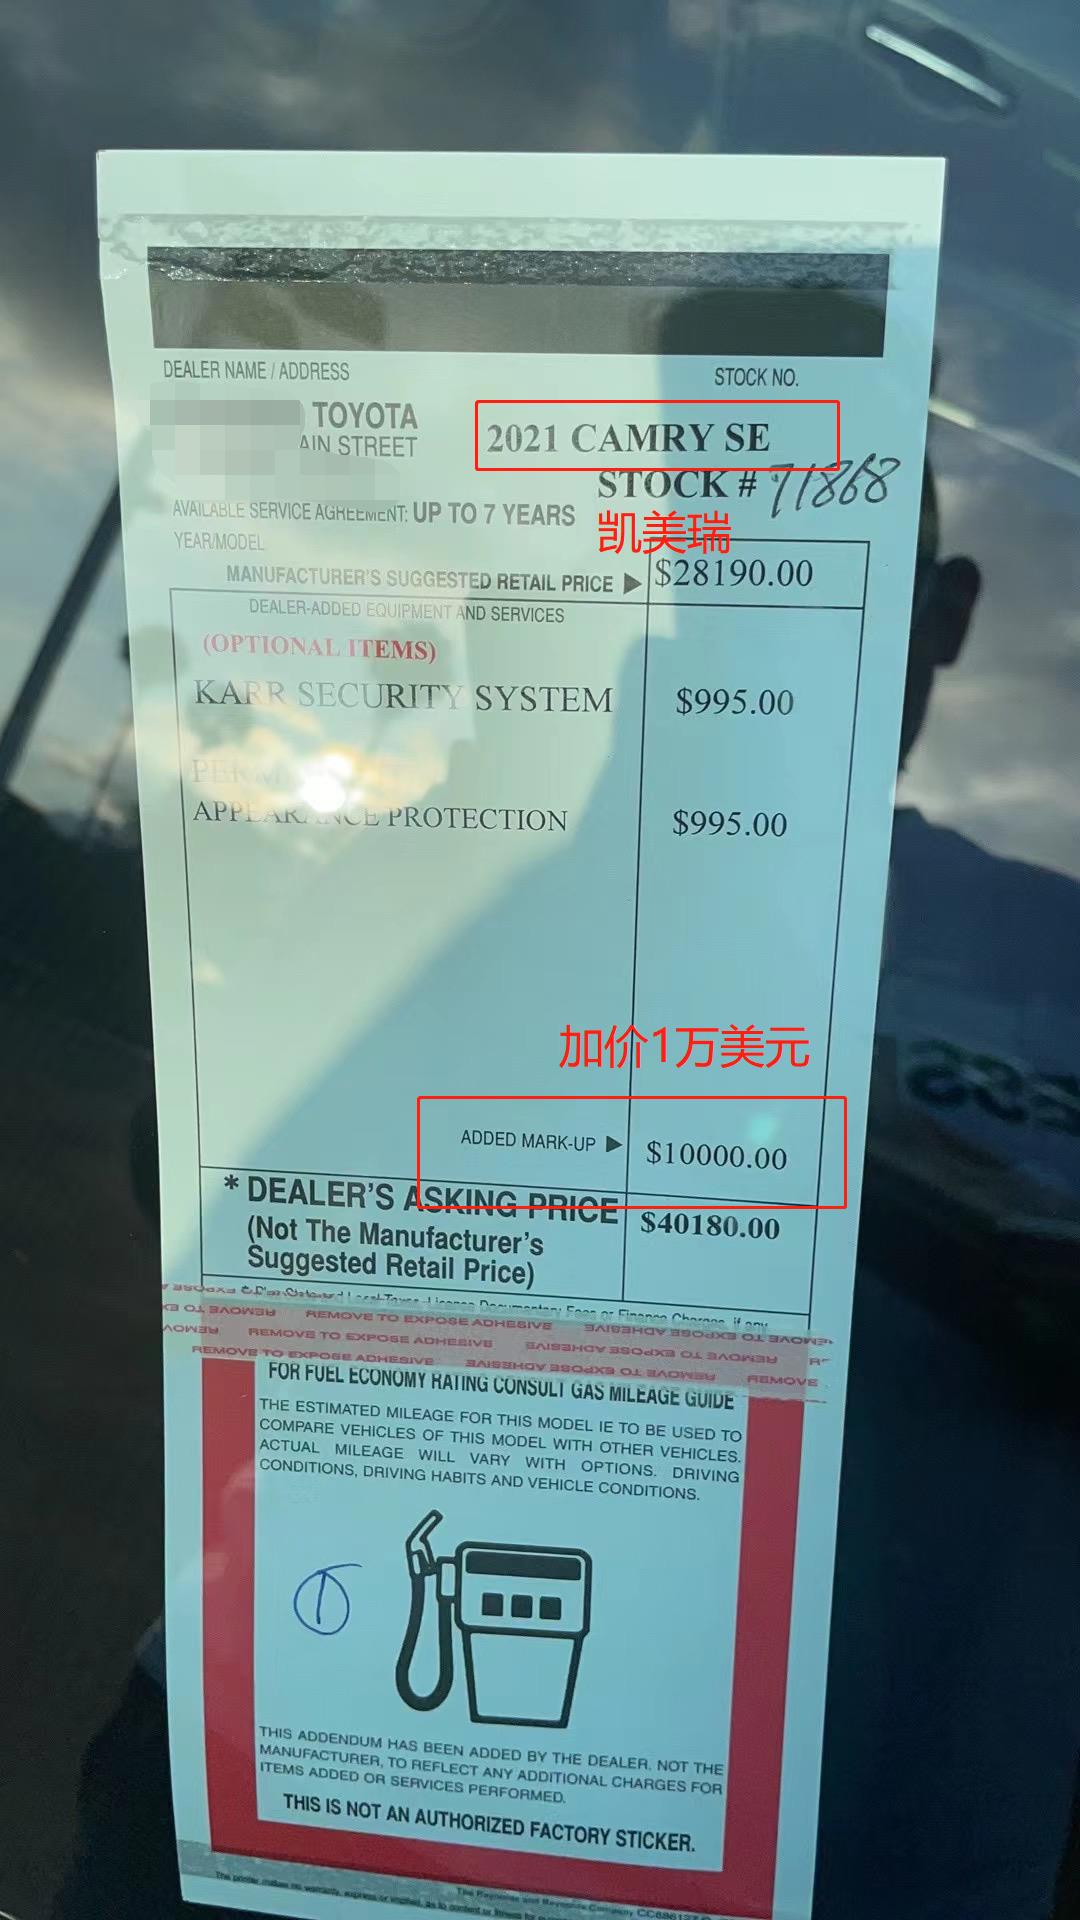 DEALER NAME / ADDRESS
STOCK NO.
TOYOTA
AIN STREET
2021 CAMRY SE
STOCK # 71868
AVAILABLE SERVICE AGREEMENT: UP TO 7 YEARS
凯美瑞
YEAR/MODEL
MANUFACTURER'S SUGGESTED RETAIL PRICE ▶ $28190.00
DEALER-ADDED EQUIPMENT AND SERVICES
(OPTIONAL ITEMS)
KARR SECURITY SYSTEM $995.00
APPEARANCE PROTECTION $995.00
加价1万美元
ADDED MARK-UP ▶ $10000.00
* DEALER'S ASKING PRICE $40180.00
(Not The Manufacturer's
Suggested Retail Price)
REMOVE TO EXPOSE ADHESIVE
REMOVE TO EXPOSE ADHESIVE
REMOVE TO EXPOSE ADHESIVE
FOR FUEL ECONOMY RATING CONSULT GAS MILEAGE GUIDE
THE ESTIMATED MILEAGE FOR THIS MODEL IE TO BE USED TO
COMPARE VEHICLES OF THIS MODEL WITH OTHER VEHICLES.
ACTUAL MILEAGE WILL VARY WITH OPTIONS. DRIVING
CONDITIONS, DRIVING HABITS AND VEHICLE CONDITIONS.
THIS ADDENDUM HAS BEEN ADDED BY THE DEALER. NOT THE
MANUFACTURER, TO REFLECT ANY ADDITIONAL CHARGES FOR
ITEMS ADDED OR SERVICES PERFORMED.
THIS IS NOT AN AUTHORIZED FACTORY STICKER.